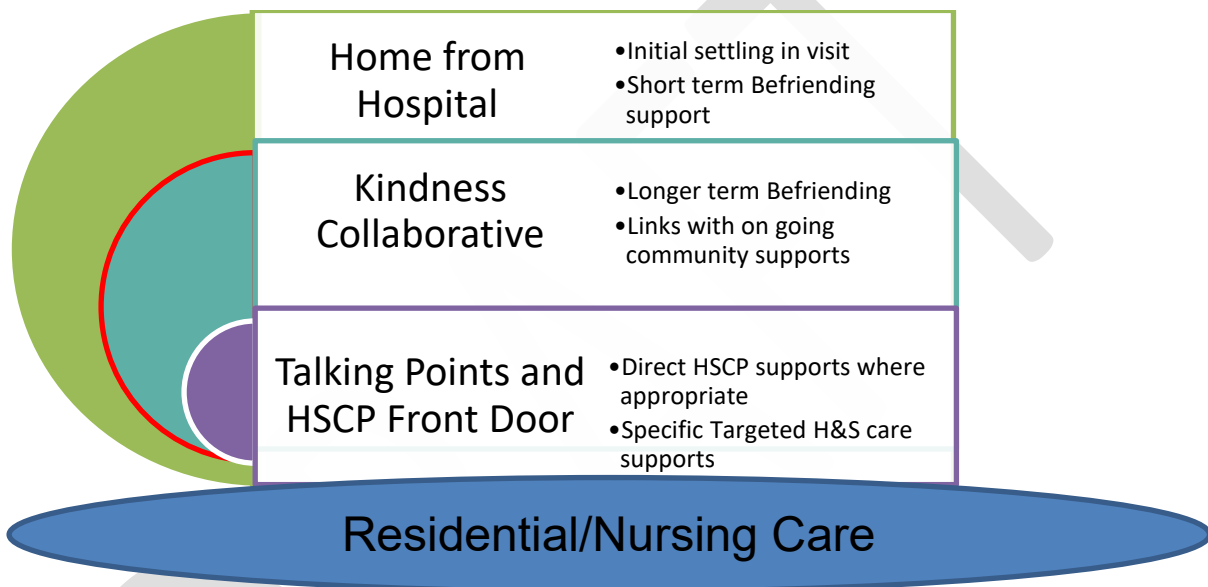 Home from
Hospital
•Initial settling in visit
•Short term Befriending
support
Kindness
Collaborative
•Longer term Befriending
•Links with on going
community supports
Talking Points and
HSCP Front Door
•Direct HSCP supports where
appropriate
•Specific Targeted H&S care
supports
Residential/Nursing Care